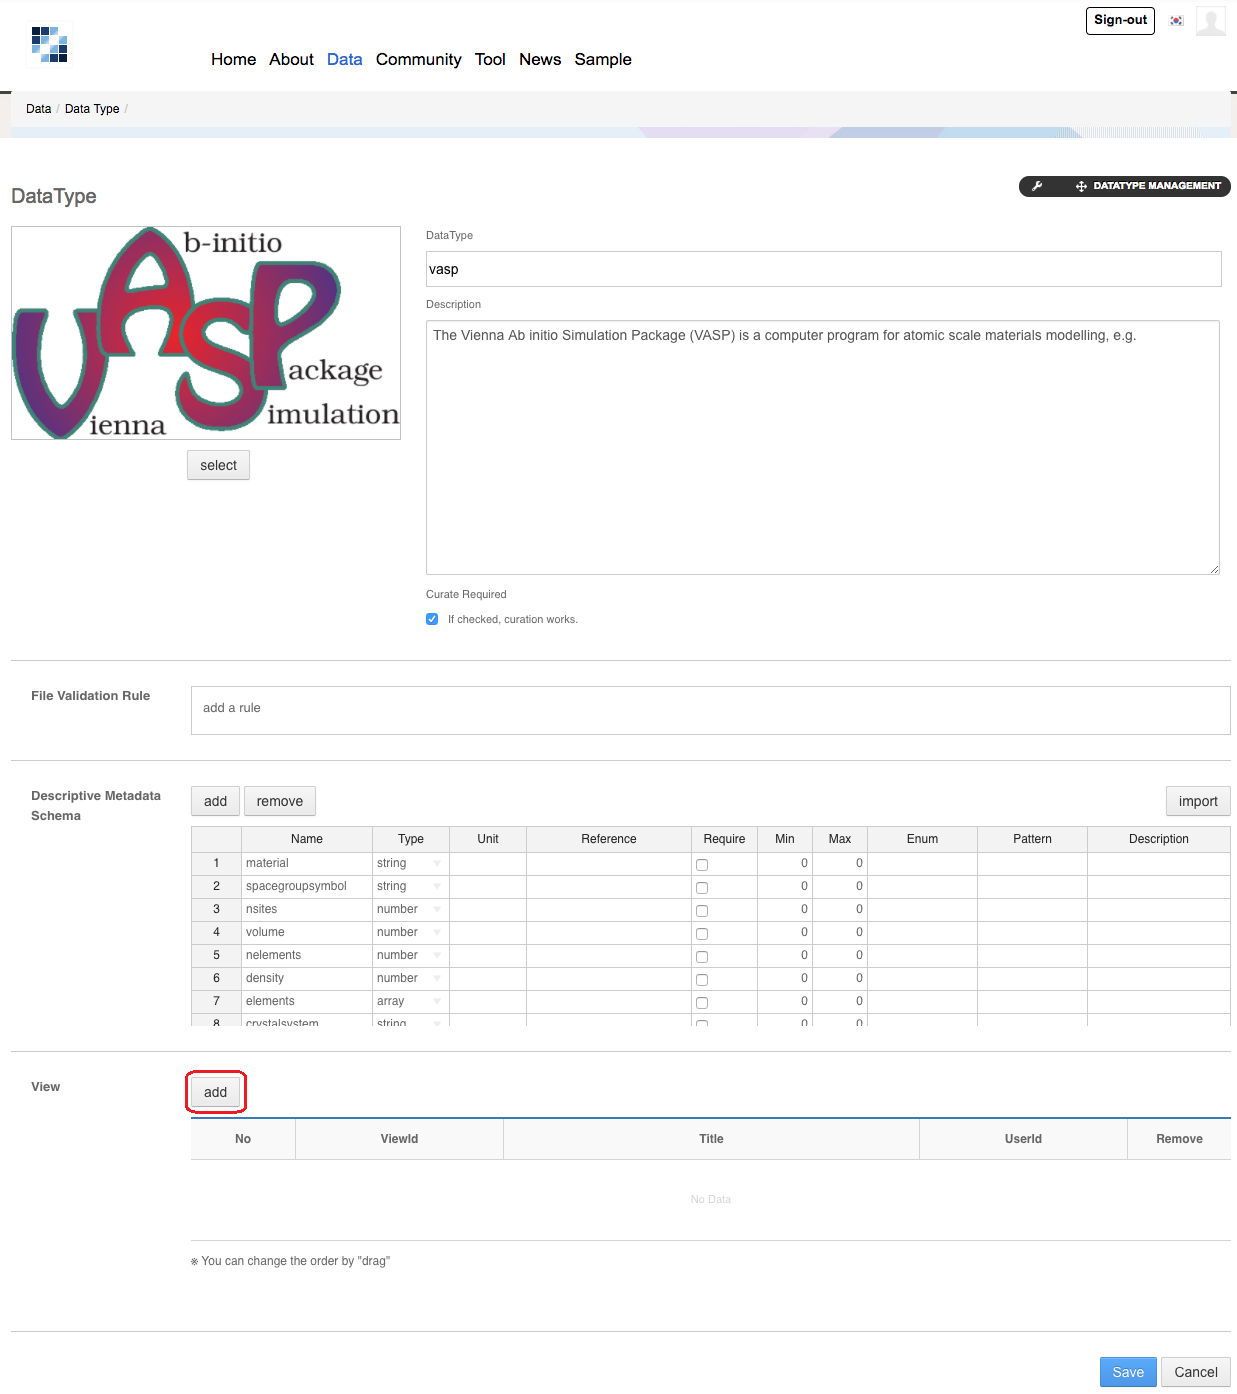 Sign-out
Home About Data Community Tool News Sample
Data / Data Type /
DataType
DATATYPE MANAGEMENT
b-initio
ackage
imulation
ienna
VASP
select
DataType
vasp
Description
The Vienna Ab initio Simulation Package (VASP) is a computer program for atomic scale materials modelling, e.g.
Curate Required
If checked, curation works.
File Validation Rule
add a rule
Descriptive Metadata
Schema
add remove import
Name Type Unit Reference Require Min Max Enum Pattern Description
1 material string 0 0
2 spacegroupsymbol string 0 0
3 nsites number 0 0
4 volume number 0 0
5 nelements number 0 0
6 density number 0 0
7 elements array 0 0
8 crystalsystem string 0 0
View
add
No ViewId Title UserId Remove
No Data
※ You can change the order by "drag"
Save Cancel